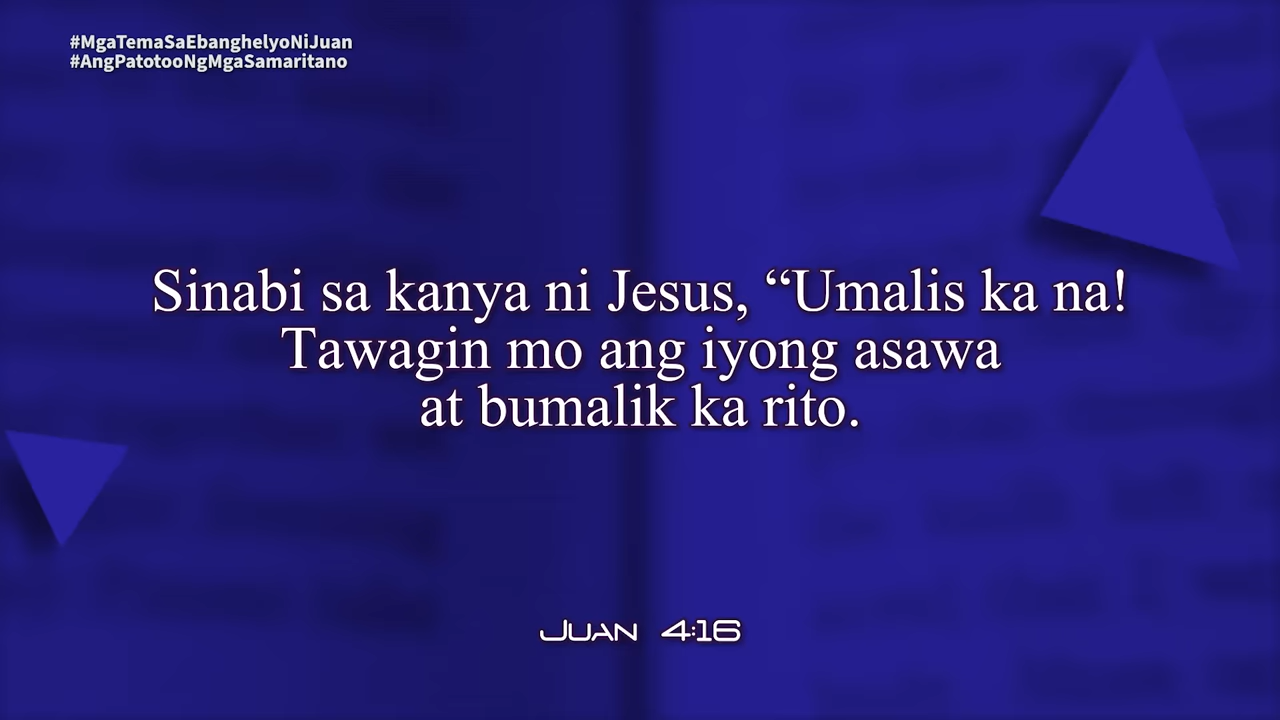 #MgaTemaSaEbanghelyoNiJuan
#AngPatotooNgMgaSamaritano
Sinabi sa kanya ni Jesus, “Umalis ka na!
Tawagin mo ang iyong asawa
at bumalik ka rito.
Juan 4:16